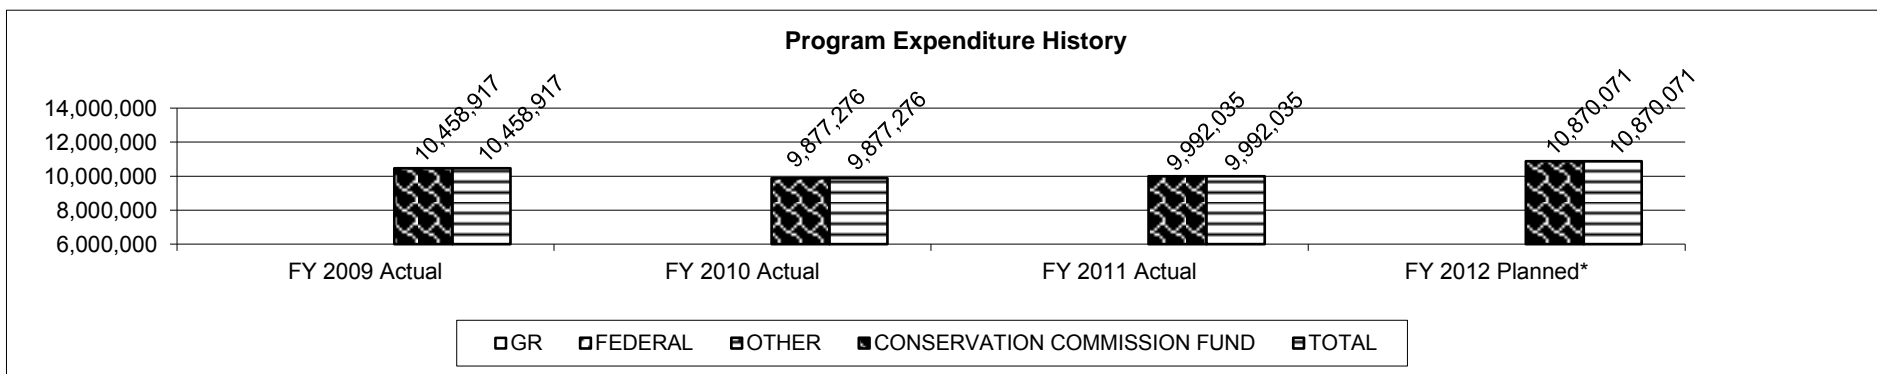 Program Expenditure History
14,000,000
12,000,000
10,000,000
8,000,000
6,000,000
10,458,917
10,458,917
9,877,276
9,877,276
9,992,035
9,992,035
10,870,071
10,870,071
FY 2009 Actual
FY 2010 Actual
FY 2011 Actual
FY 2012 Planned*
GR FEDERAL OTHER CONSERVATION COMMISSION FUND TOTAL